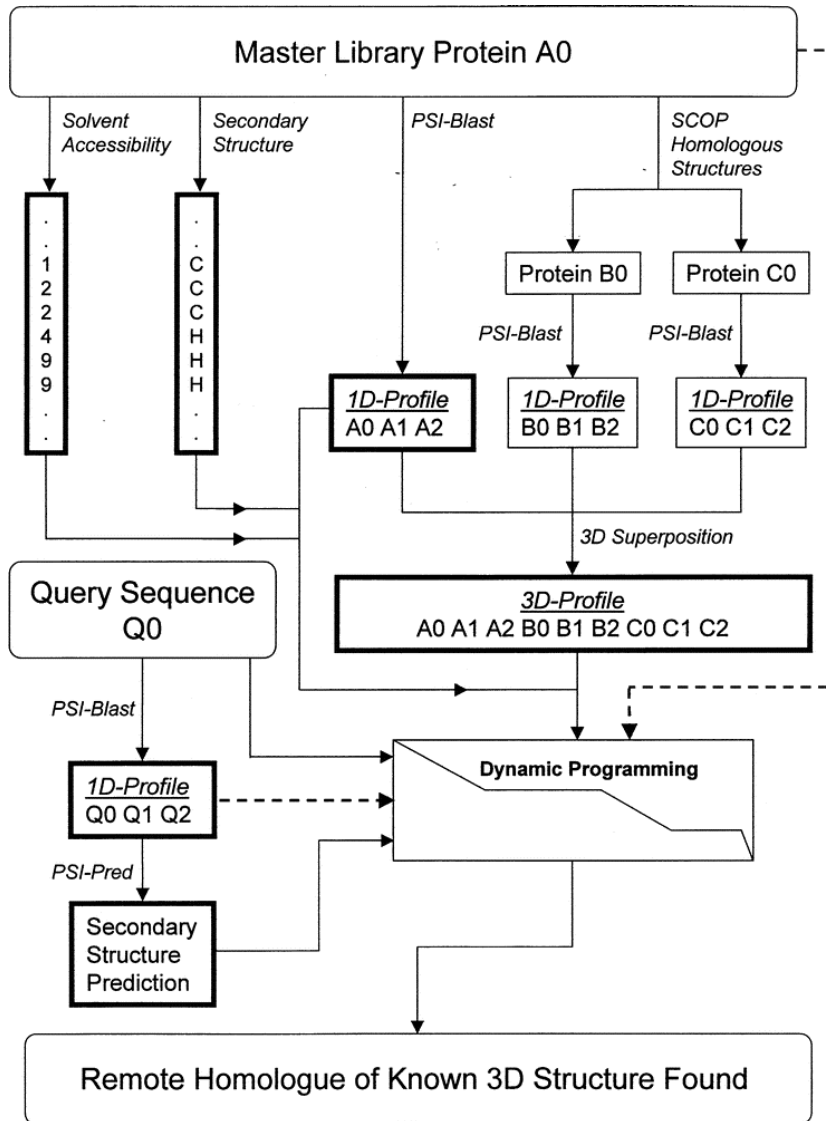 Master Library Protein A0
Solvent
Accessibility
Secondary
Structure
PSI-Blast
SCOP
Homologous
Structures
.
.
1
2
2
4
9
9
.
.
.
.
C
C
C
H
H
H
.
.
Protein B0
Protein C0
PSI-Blast
PSI-Blast
1D-Profile
A0 A1 A2
1D-Profile
B0 B1 B2
1D-Profile
C0 C1 C2
3D Superposition
Query Sequence
Q0
3D-Profile
A0 A1 A2 B0 B1 B2 C0 C1 C2
PSI-Blast
Dynamic Programming
1D-Profile
Q0 Q1 Q2
PSI-Pred
Secondary
Structure
Prediction
Remote Homologue of Known 3D Structure Found